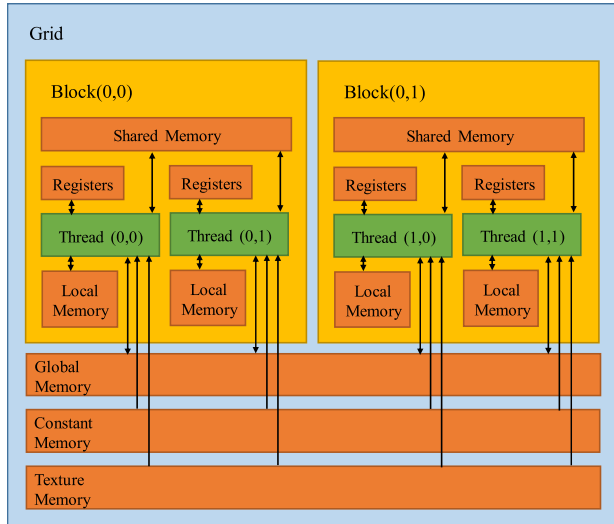 Grid
Block(0,0)
Shared Memory
Registers
Registers
Thread (0,0)
Thread (0,1)
Local
Memory
Local
Memory
Block(0,1)
Shared Memory
Registers
Registers
Thread (1,0)
Thread (1,1)
Local
Memory
Local
Memory
Global
Memory
Constant
Memory
Texture
Memory